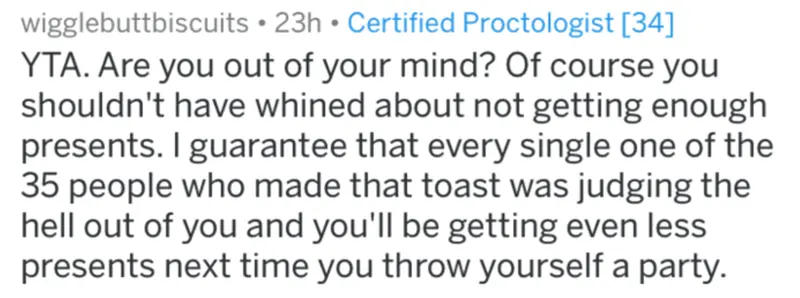 wigglebuttbiscuits • 23h • Certified Proctologist [34]
YTA. Are you out of your mind? Of course you
shouldn't have whined about not getting enough
presents. I guarantee that every single one of the
35 people who made that toast was judging the
hell out of you and you'll be getting even less
presents next time you throw yourself a party.